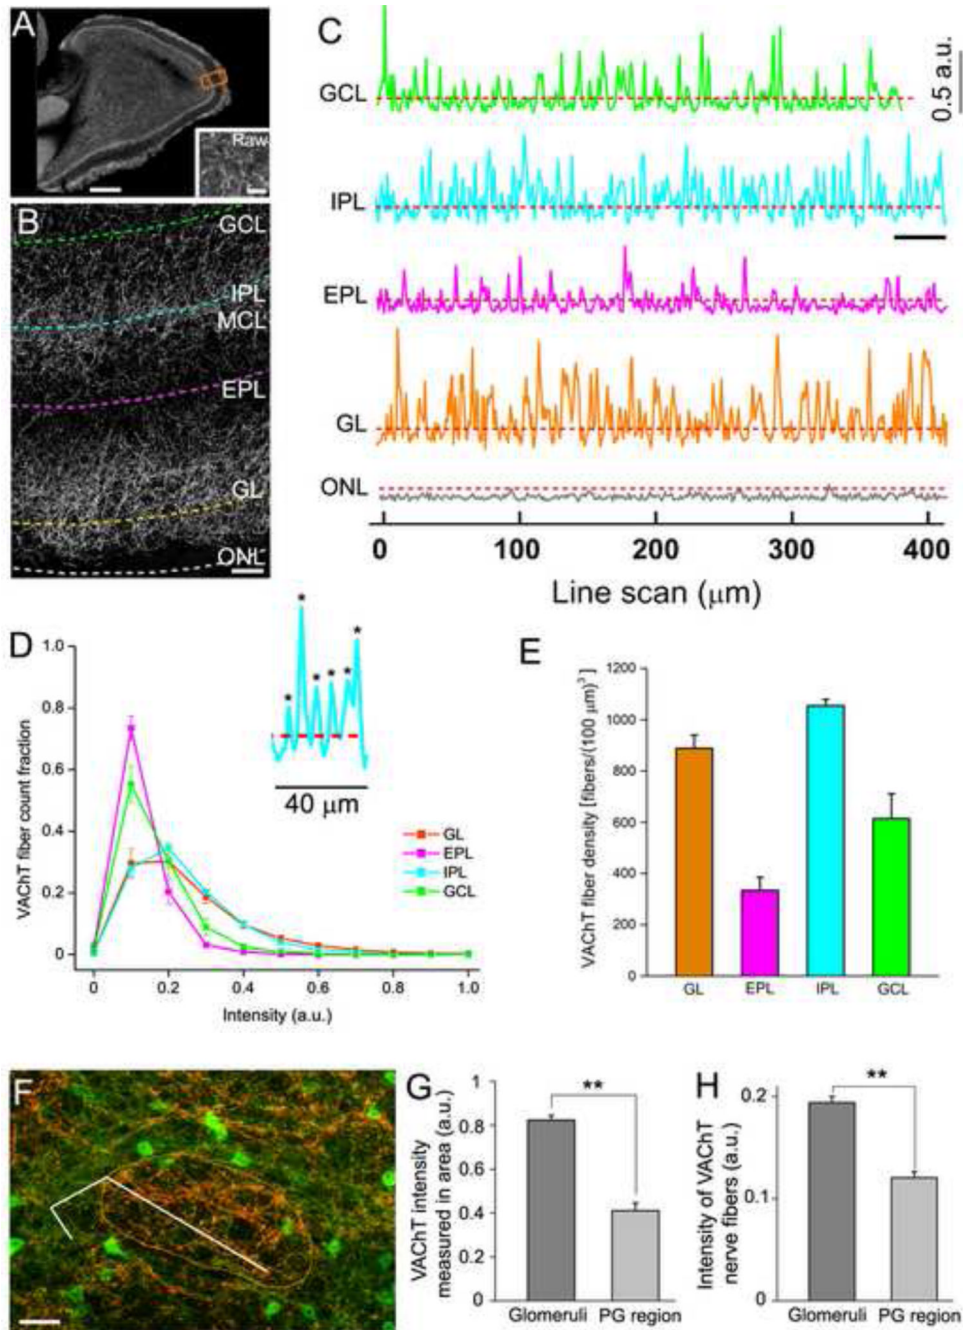 A
Raw
B
GCL
IPL
MCL
EPL
GL
ONL
C
GCL
0.5 a.u.
IPL
EPL
GL
ONL
0 100 200 300 400
Line scan (μm)
D
VAChT fiber count fraction
1.0
0.8
0.6
0.4
0.2
0
* * * * * *
40 μm
GL
EPL
IPL
GCL
0 0.2 0.4 0.6 0.8 1.0
Intensity (a.u.)
E
VAChT fiber density [fibers/(100 μm)³]
1200
1000
800
600
400
200
0
GL EPL IPL GCL
F
G
VAChT intensity
measured in area (a.u.)
1
0.8
0.6
0.4
0.2
0
**
Glomeruli PG region
H
Intensity of VAChT
nerve fibers (a.u.)
0.2
0.1
0
**
Glomeruli PG region